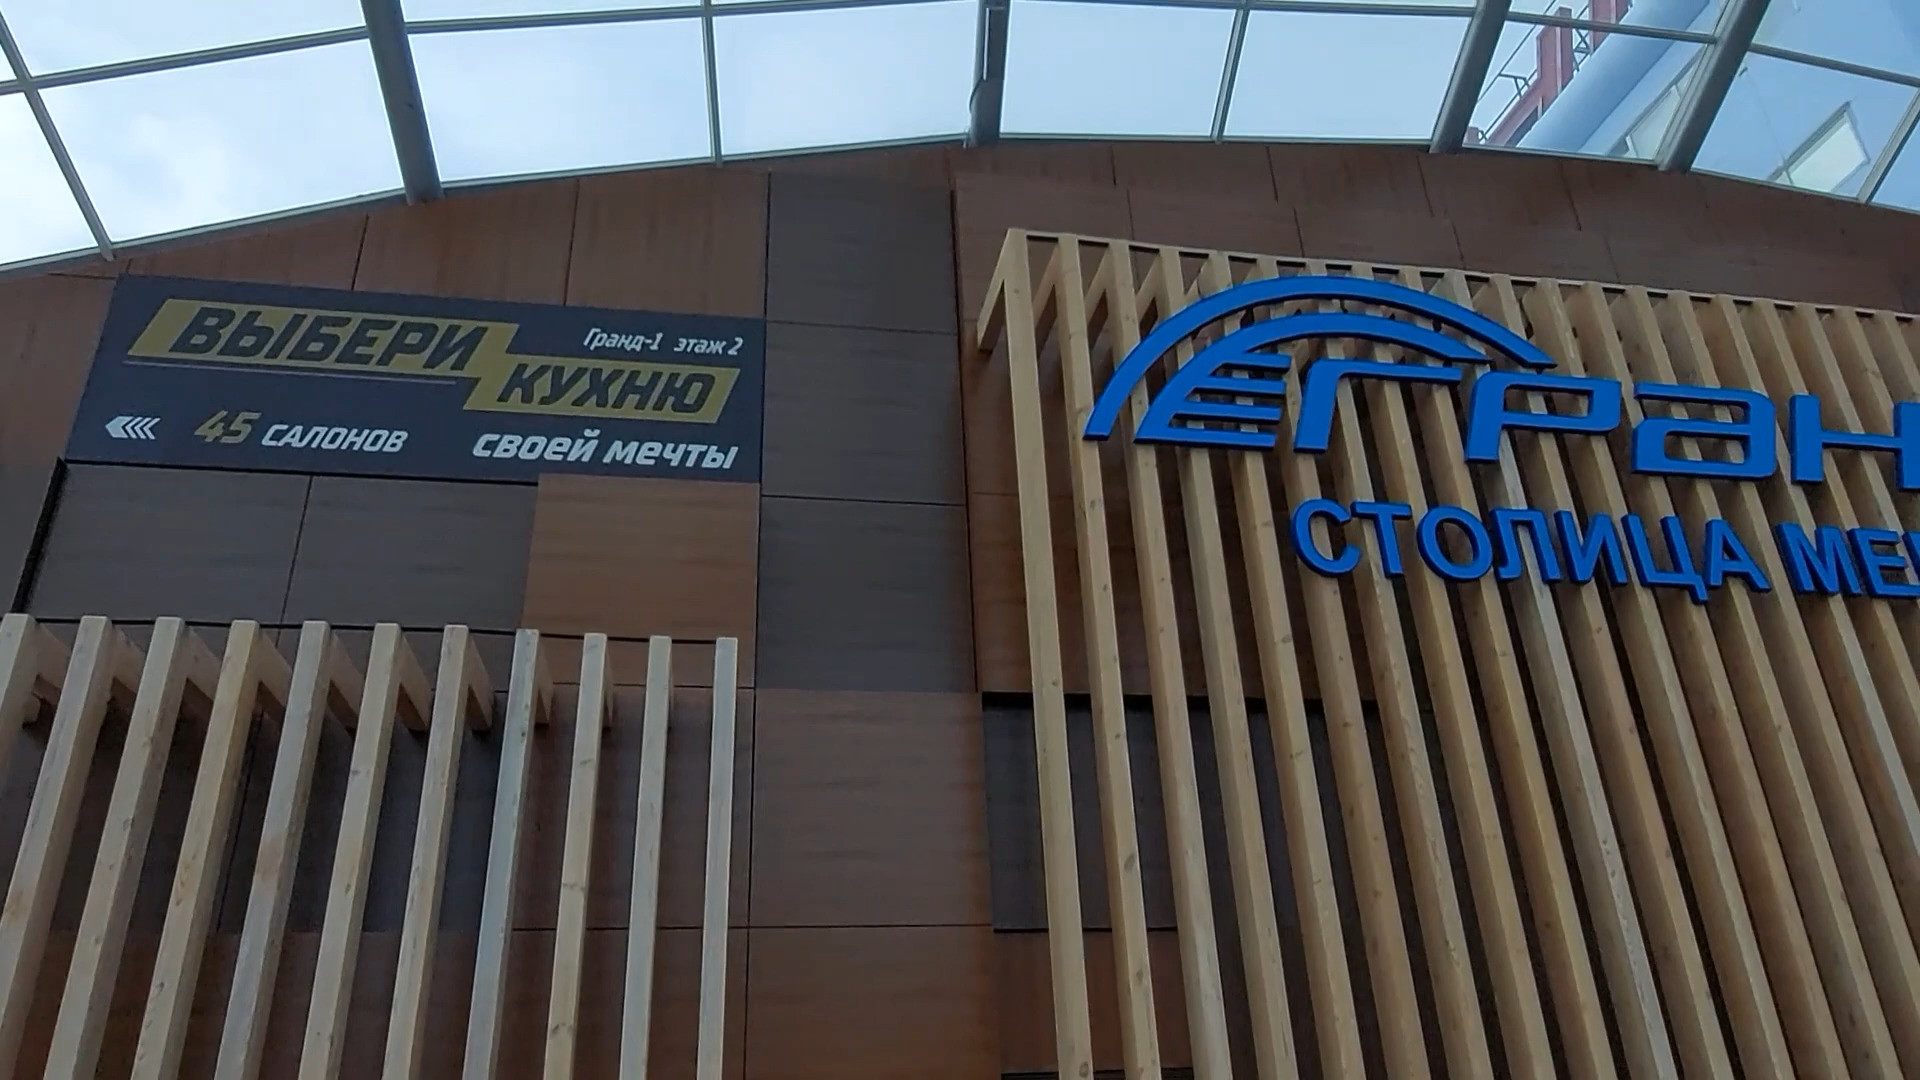 ВЫБЕРИ
Гранд-1 этаж 2
КУХНЮ
45 САЛОНОВ
своей мечты
Гран
СТОЛИЦА МЕ